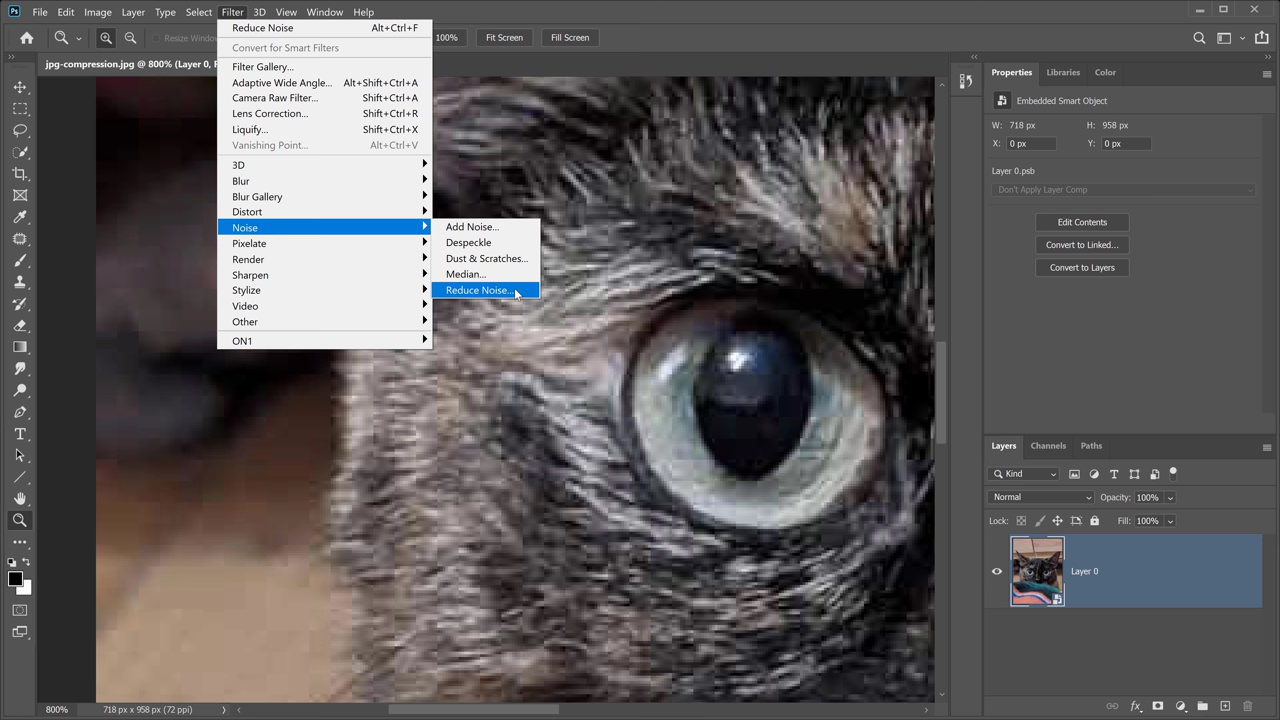 Ps File Edit Image Layer Type Select Filter 3D View Window Help
Resize Windo 100% Fit Screen Fill Screen
jpg-compression.jpg @ 800% (Layer 0, 
Reduce Noise Alt+Ctrl+F
Convert for Smart Filters
Filter Gallery...
Adaptive Wide Angle... Alt+Shift+Ctrl+A
Camera Raw Filter... Shift+Ctrl+A
Lens Correction... Shift+Ctrl+R
Liquify... Shift+Ctrl+X
Vanishing Point... Alt+Ctrl+V
3D
Blur
Blur Gallery
Distort
Noise
Pixelate
Render
Sharpen
Stylize
Video
Other
ON1
Add Noise...
Despeckle
Dust & Scratches...
Median...
Reduce Noise...
Properties Libraries Color
Embedded Smart Object
W: 718 px H: 958 px
X: 0 px Y: 0 px
Layer 0.psb
Don't Apply Layer Comp
Edit Contents
Convert to Linked...
Convert to Layers
Layers Channels Paths
Kind
Normal Opacity: 100%
Lock: Fill: 100%
Layer 0
800% 718 px x 958 px (72 ppi)